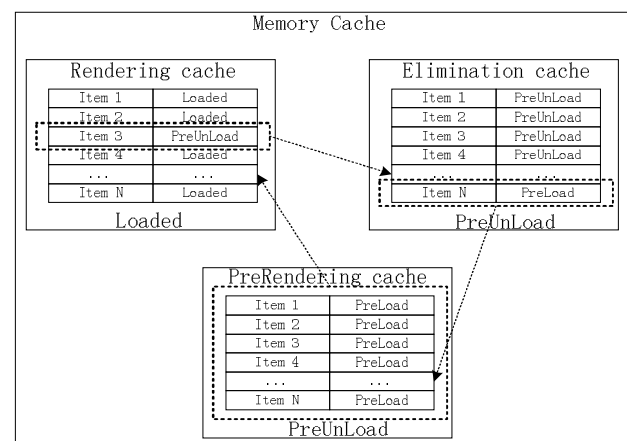 Memory Cache
Rendering cache
Item 1 Loaded
Item 2 Loaded
Item 3 PreUnLoad
Item 4 Loaded
... ...
Item N Loaded
Loaded
Elimination cache
Item 1 PreUnLoad
Item 2 PreUnLoad
Item 3 PreUnLoad
Item 4 PreUnLoad
... ...
Item N PreLoad
PreUnLoad
PreRendering cache
Item 1 PreLoad
Item 2 PreLoad
Item 3 PreLoad
Item 4 PreLoad
... ...
Item N PreLoad
PreUnLoad